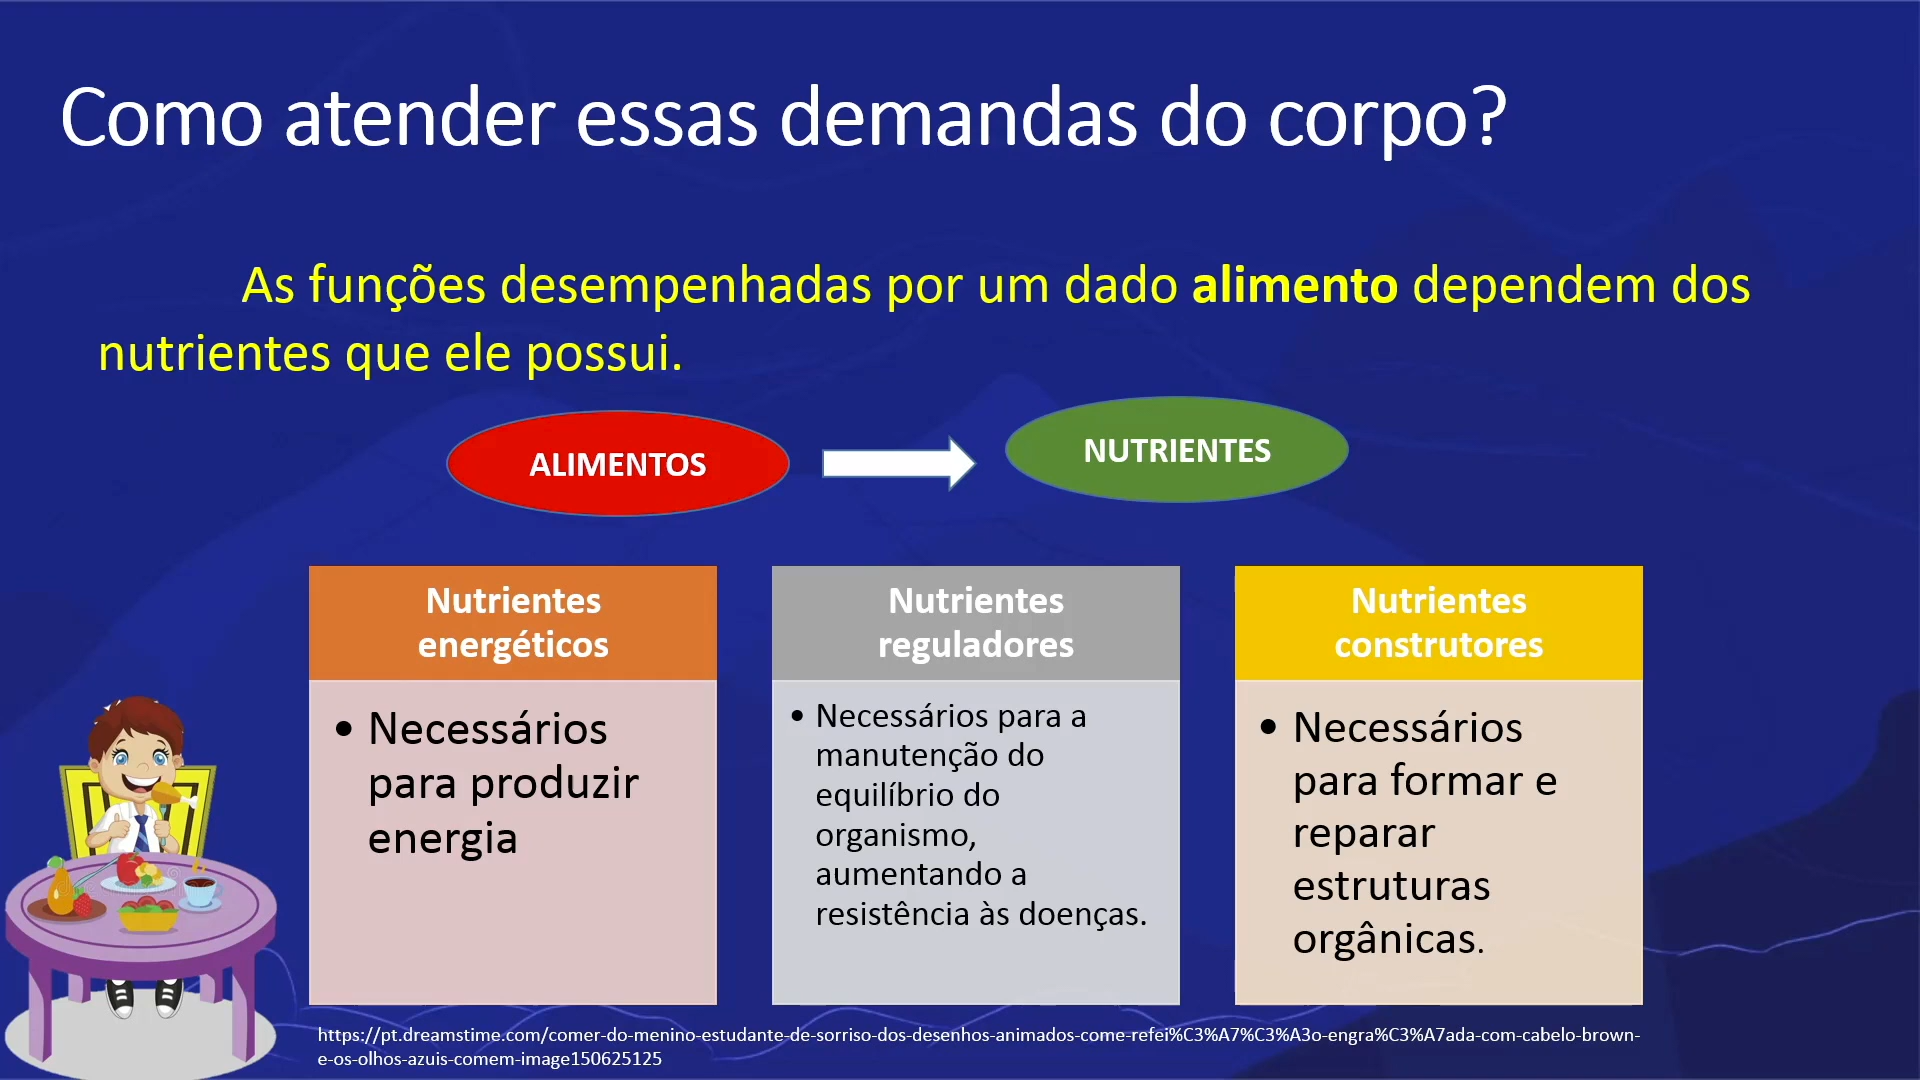 Como atender essas demandas do corpo?
As funções desempenhadas por um dado alimento dependem dos
nutrientes que ele possui.
ALIMENTOS
NUTRIENTES
Nutrientes
energéticos
• Necessários
para produzir
energia
Nutrientes
reguladores
• Necessários para a
manutenção do
equilíbrio do
organismo,
aumentando a
resistência às doenças.
Nutrientes
construtores
• Necessários
para formar e
reparar
estruturas
orgânicas.
https://pt.dreamstime.com/comer-do-menino-estudante-de-sorriso-dos-desenhos-animados-come-refei%C3%A7%C3%A3o-engra%C3%A7ada-com-cabelo-brown-
e-os-olhos-azuis-comem-image150625125